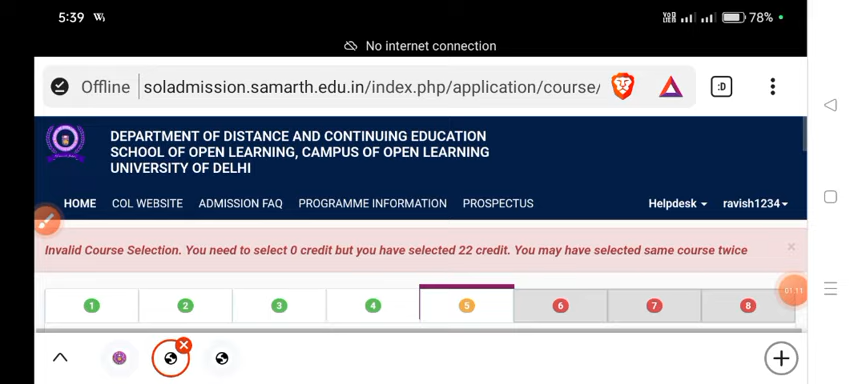 5:39 78%
No internet connection
Offline soladmission.samarth.edu.in/index.php/application/course/ :D
DEPARTMENT OF DISTANCE AND CONTINUING EDUCATION
SCHOOL OF OPEN LEARNING, CAMPUS OF OPEN LEARNING
UNIVERSITY OF DELHI
HOME COL WEBSITE ADMISSION FAQ PROGRAMME INFORMATION PROSPECTUS Helpdesk ravish1234
Invalid Course Selection. You need to select 0 credit but you have selected 22 credit. You may have selected same course twice ×
01:11
1 2 3 4 5 6 7 8